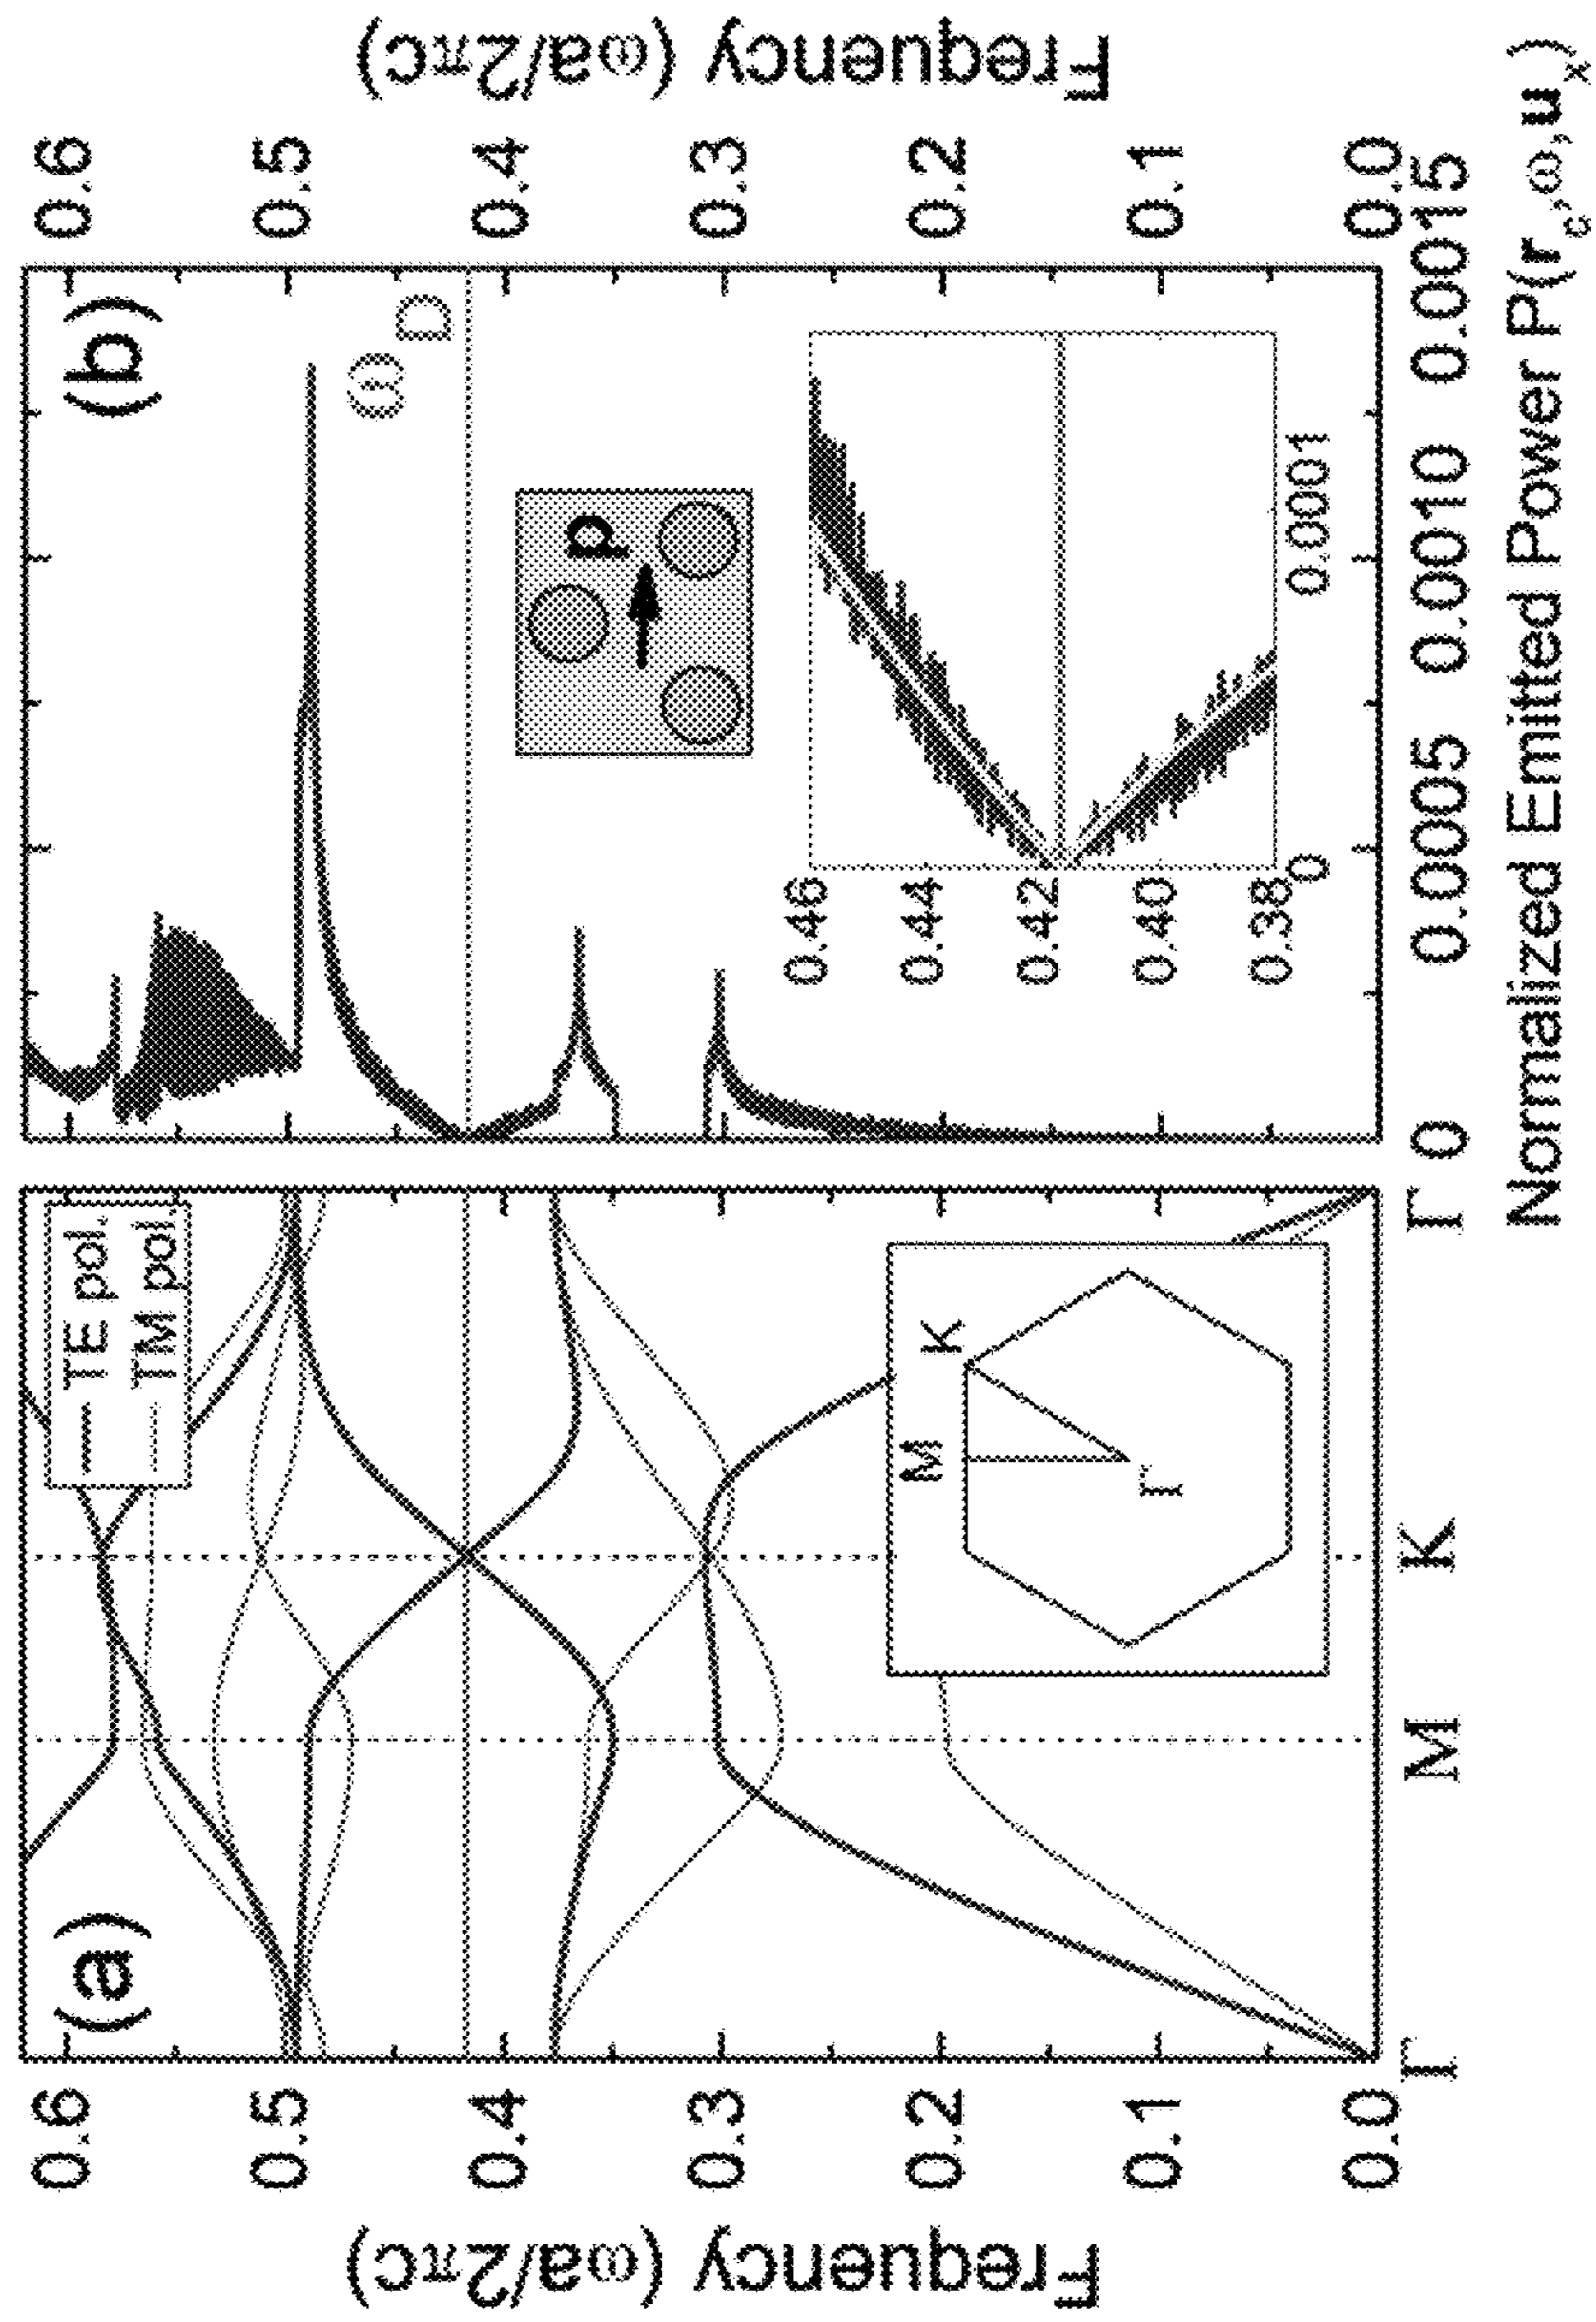 (a)
TE pol.
TM pol.
0.6
0.5
0.4
0.3
0.2
0.1
0.0
Frequency (ωa/2πc)
M K
Γ
Γ M K Γ
(b)
ω D
p
0.46
0.44
0.42
0.40
0.38
0 0.0001
0.6
0.5
0.4
0.3
0.2
0.1
0.0
Frequency (ωa/2πc)
0 0.0005 0.0010 0.0015
Normalized Emitted Power P(r_c,ω,u_x)